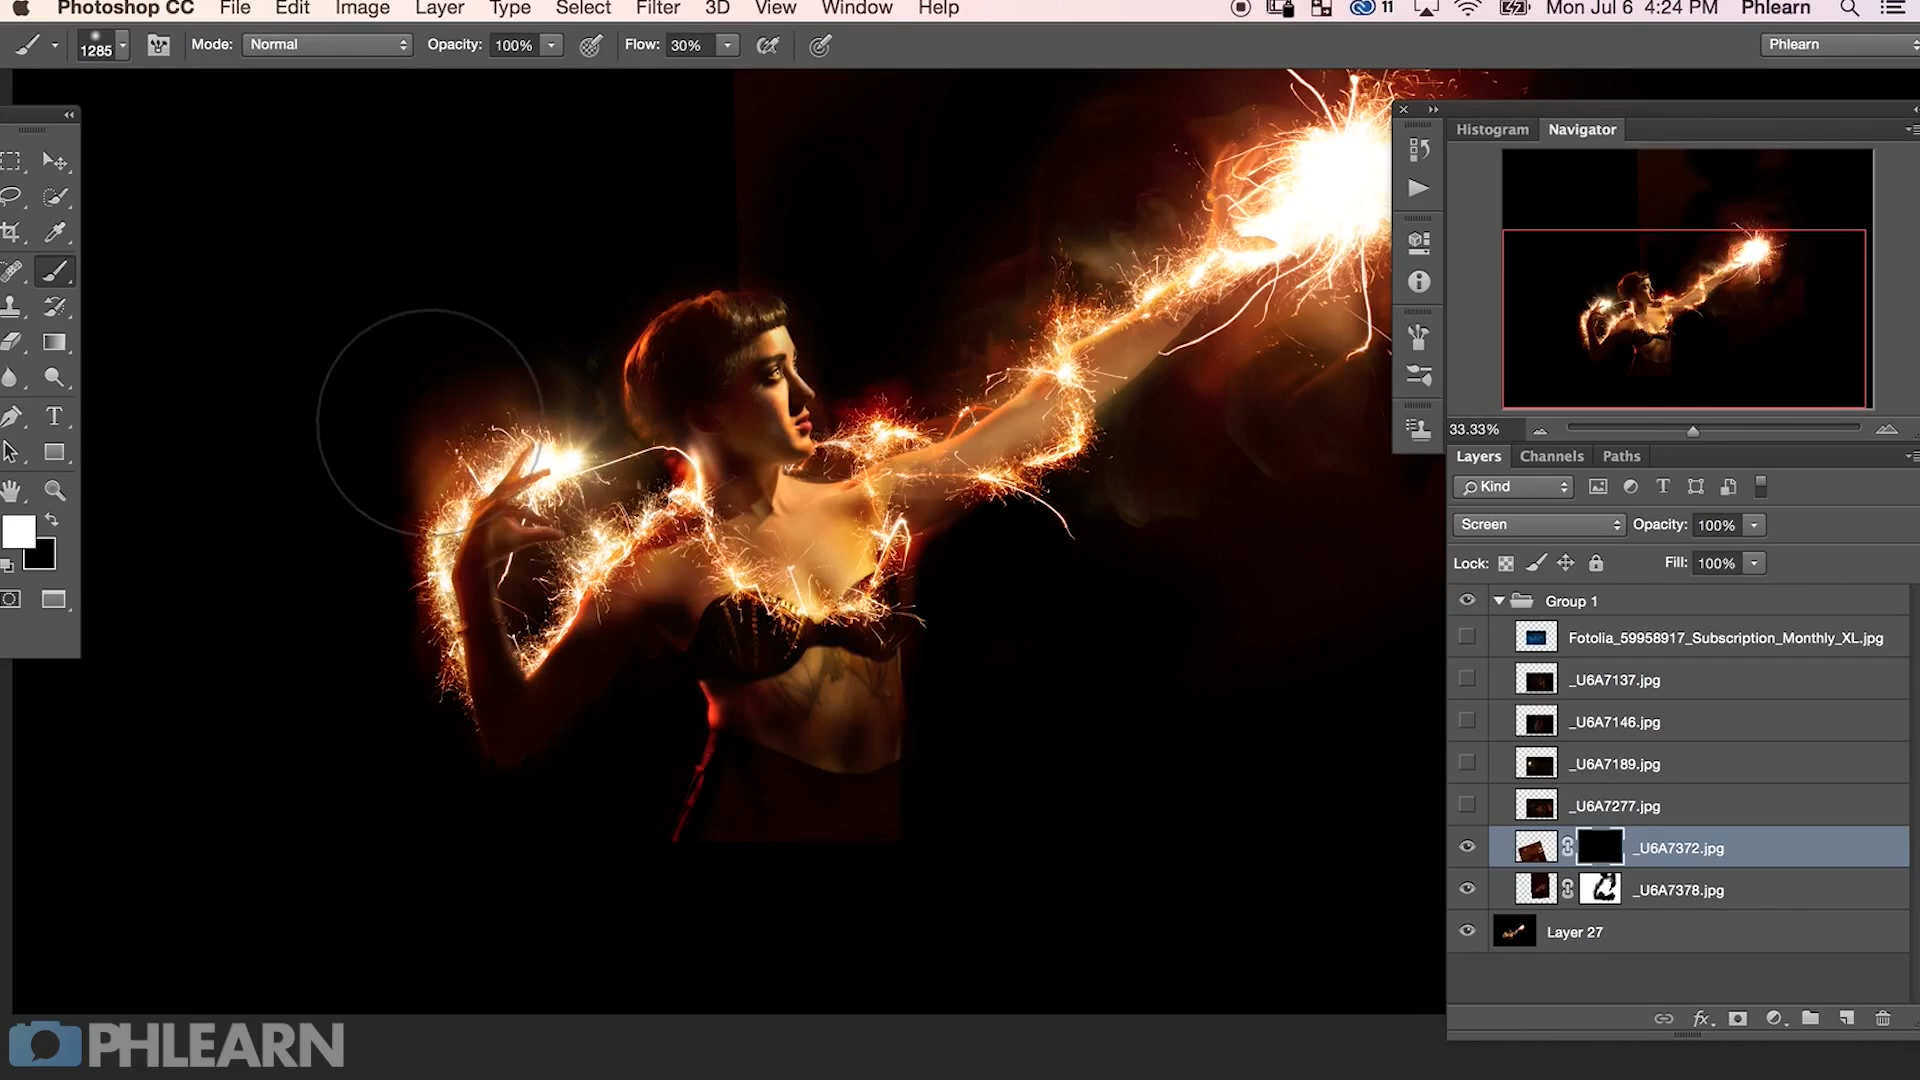 Photoshop CC File Edit Image Layer Type Select Filter 3D View Window Help 11 Mon Jul 6 4:24 PM Phlearn
1285 Mode: Normal Opacity: 100% Flow: 30% Phlearn
Histogram Navigator
33.33%
Layers Channels Paths
Kind
Screen Opacity: 100%
Lock: Fill: 100%
Group 1
Fotolia_59958917_Subscription_Monthly_XL.jpg
_U6A7137.jpg
_U6A7146.jpg
_U6A7189.jpg
_U6A7277.jpg
_U6A7372.jpg
_U6A7378.jpg
Layer 27
fx
PHLEARN